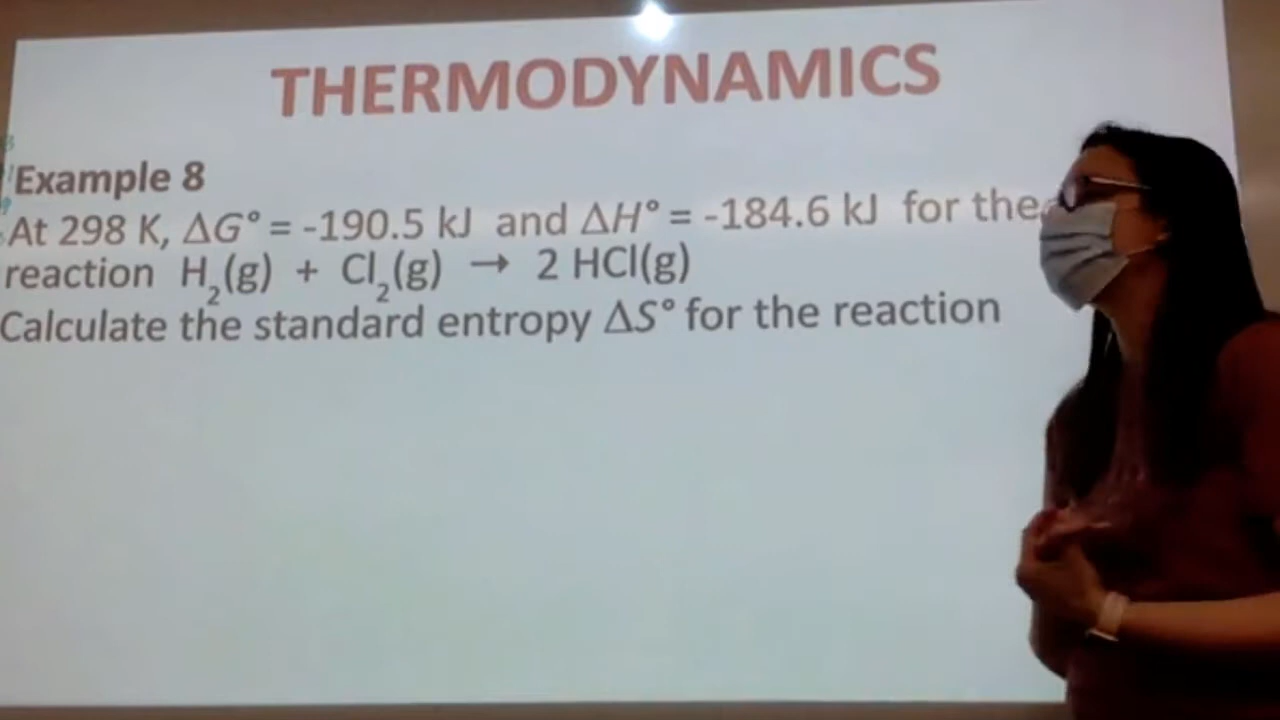 THERMODYNAMICS
Example 8
At 298 K, ΔG° = -190.5 kJ and ΔH° = -184.6 kJ for the
reaction H₂(g) + Cl₂(g) → 2 HCl(g)
Calculate the standard entropy ΔS° for the reaction